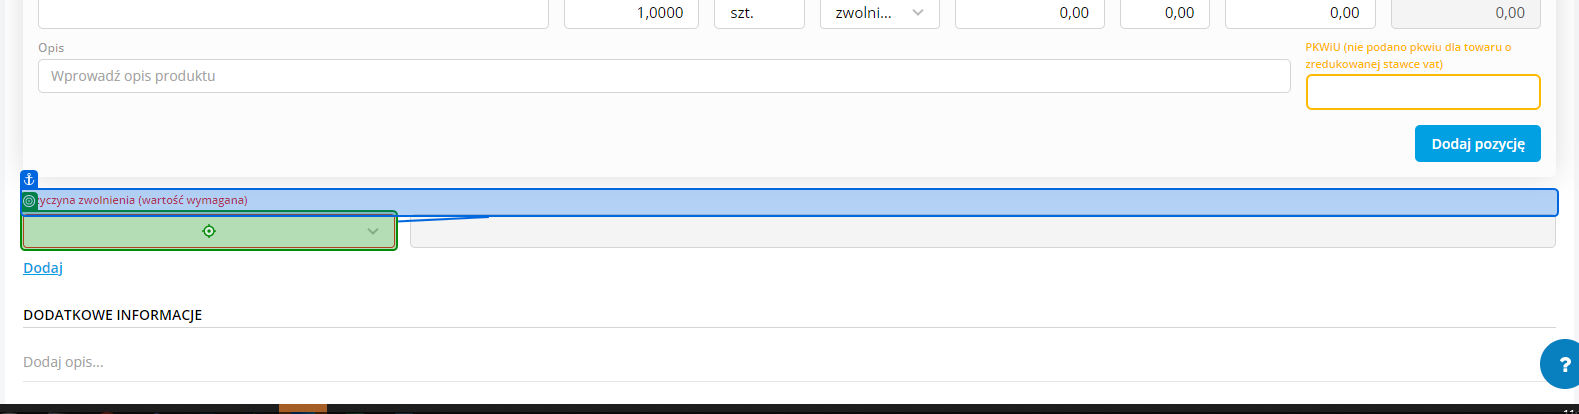 1,0000 szt. zwolni... 0,00 0,00 0,00 0,00
Opis
PKWiU (nie podano pkwiu dla towaru o
zredukowanej stawce vat)
Wprowadź opis produktu
Dodaj pozycję
zwolnienia (wartość wymagana)
Dodaj
DODATKOWE INFORMACJE
Dodaj opis...
?